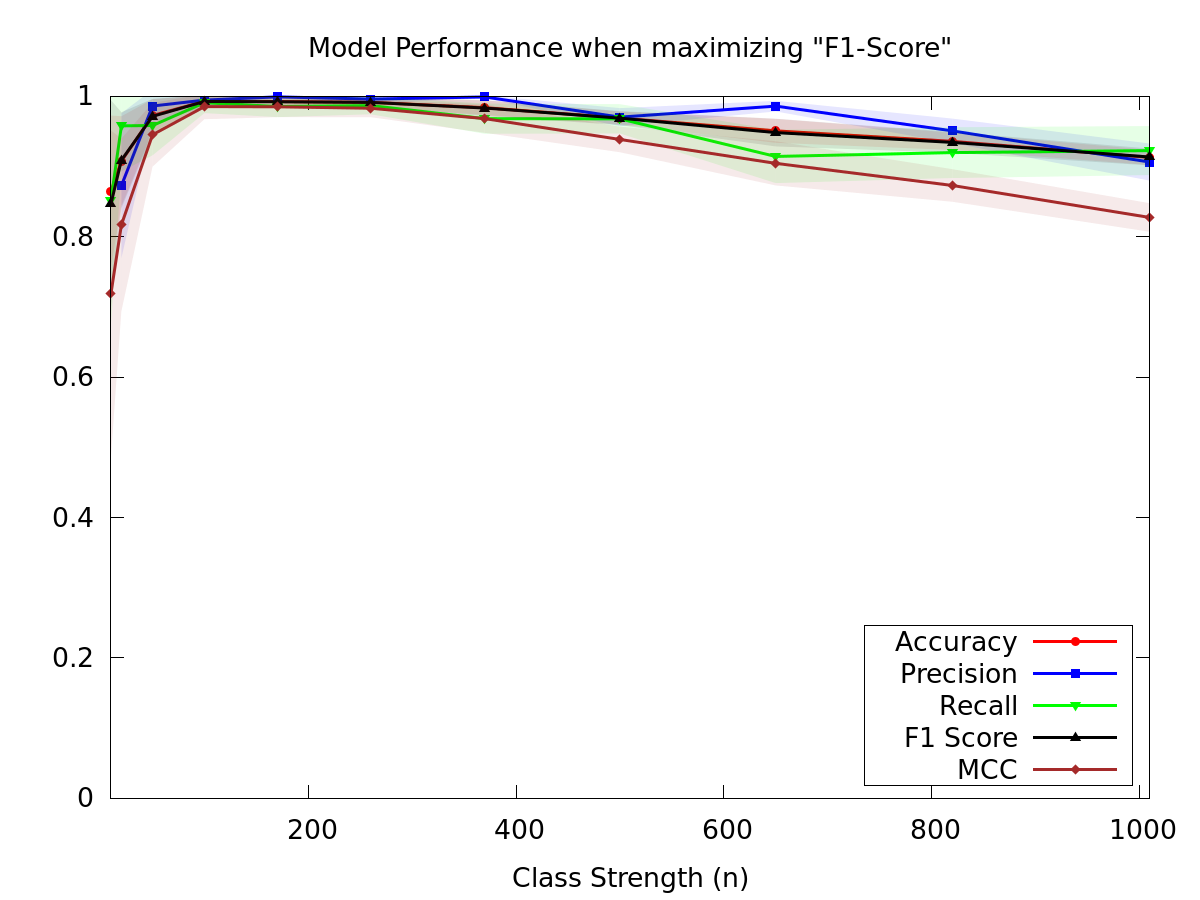 Model Performance when maximizing "F1-Score"
1
0.8
0.6
0.4
0.2
0
Accuracy
Precision
Recall
F1 Score
MCC
200 400 600 800 1000
Class Strength (n)